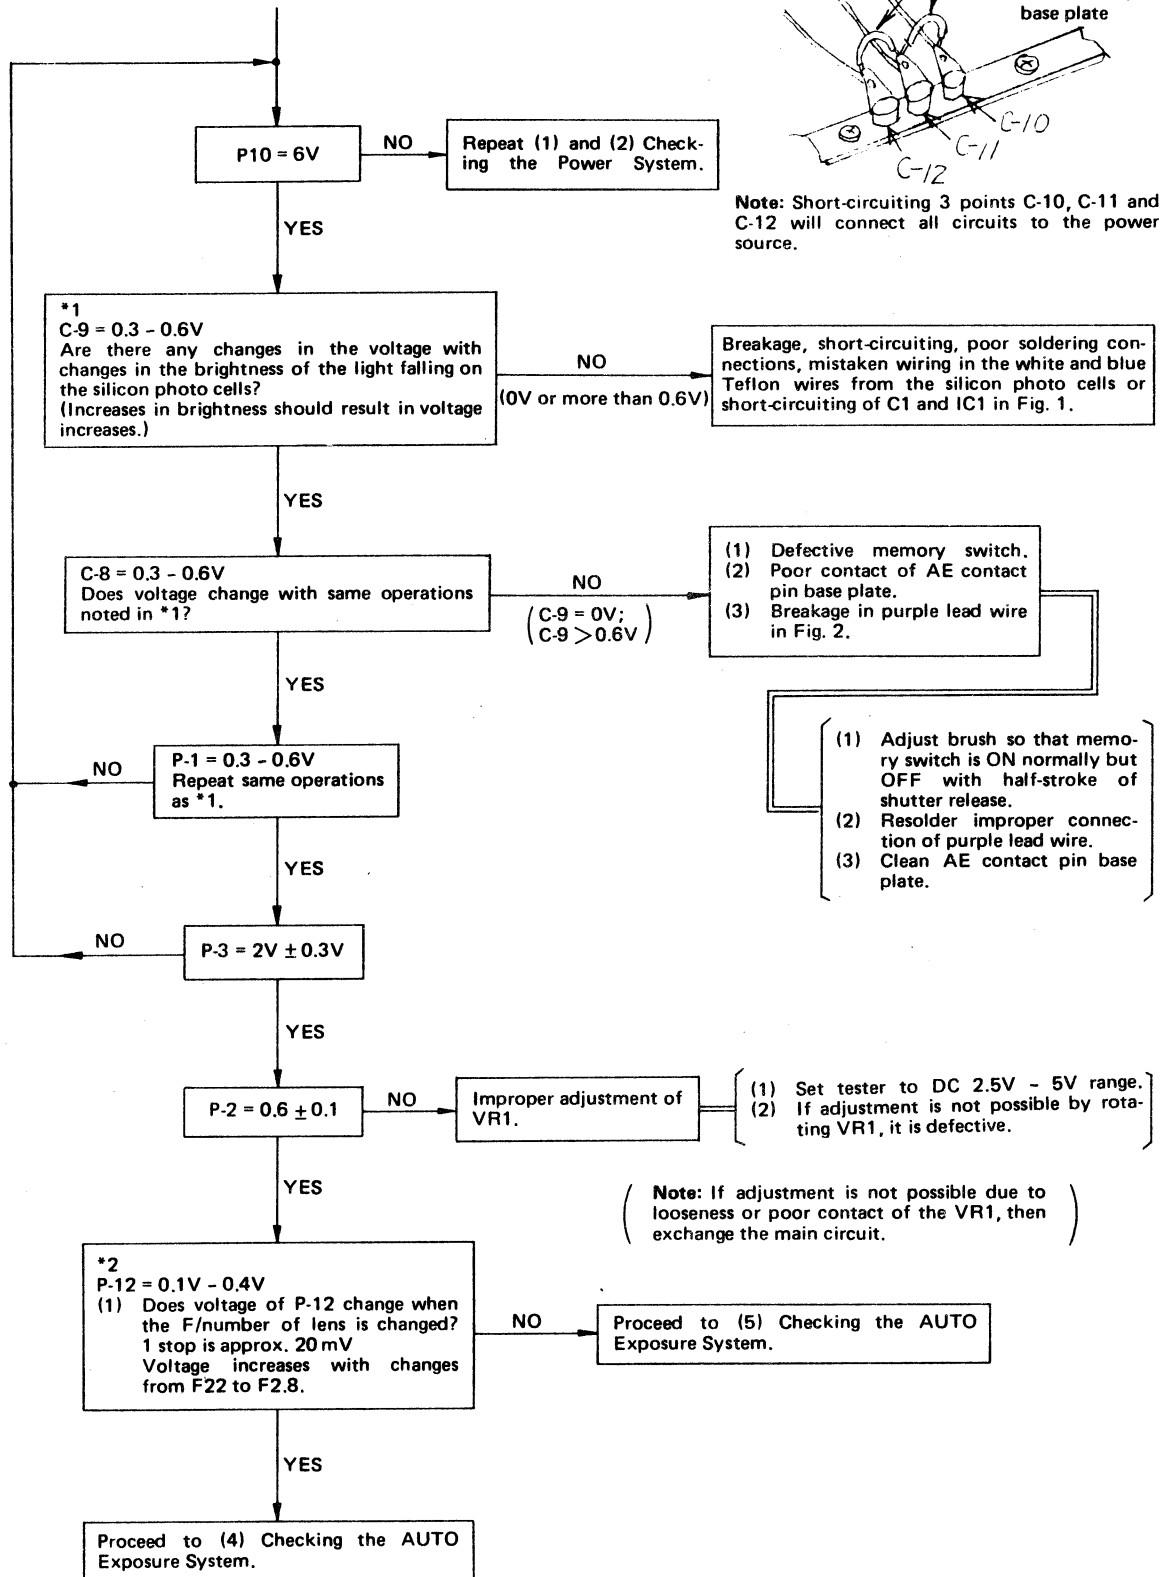 base plate
C-10
C-11
C-12
P10 = 6V
NO
Repeat (1) and (2) Check-
ing the Power System.
Note: Short-circuiting 3 points C-10, C-11 and
C-12 will connect all circuits to the power
source.
YES
*1
C-9 = 0.3 – 0.6V
Are there any changes in the voltage with
changes in the brightness of the light falling on
the silicon photo cells?
(Increases in brightness should result in voltage
increases.)
NO
(0V or more than 0.6V)
Breakage, short-circuiting, poor soldering con-
nections, mistaken wiring in the white and blue
Teflon wires from the silicon photo cells or
short-circuiting of C1 and IC1 in Fig. 1.
YES
C-8 = 0.3 – 0.6V
Does voltage change with same operations
noted in *1?
NO
(C-9 = 0V;
C-9 > 0.6V)
(1) Defective memory switch.
(2) Poor contact of AE contact
pin base plate.
(3) Breakage in purple lead wire
in Fig. 2.
YES
(1) Adjust brush so that memo-
ry switch is ON normally but
OFF with half-stroke of
shutter release.
(2) Resolder improper connec-
tion of purple lead wire.
(3) Clean AE contact pin base
plate.
P-1 = 0.3 – 0.6V
Repeat same operations
as *1.
NO
YES
NO
P-3 = 2V ± 0.3V
YES
P-2 = 0.6 ± 0.1
NO
Improper adjustment of
VR1.
(1) Set tester to DC 2.5V – 5V range.
(2) If adjustment is not possible by rota-
ting VR1, it is defective.
YES
(Note: If adjustment is not possible due to
looseness or poor contact of the VR1, then
exchange the main circuit.)
*2
P-12 = 0.1V – 0.4V
(1) Does voltage of P-12 change when
the F/number of lens is changed?
1 stop is approx. 20 mV
Voltage increases with changes
from F22 to F2.8.
NO
Proceed to (5) Checking the AUTO
Exposure System.
YES
Proceed to (4) Checking the AUTO
Exposure System.